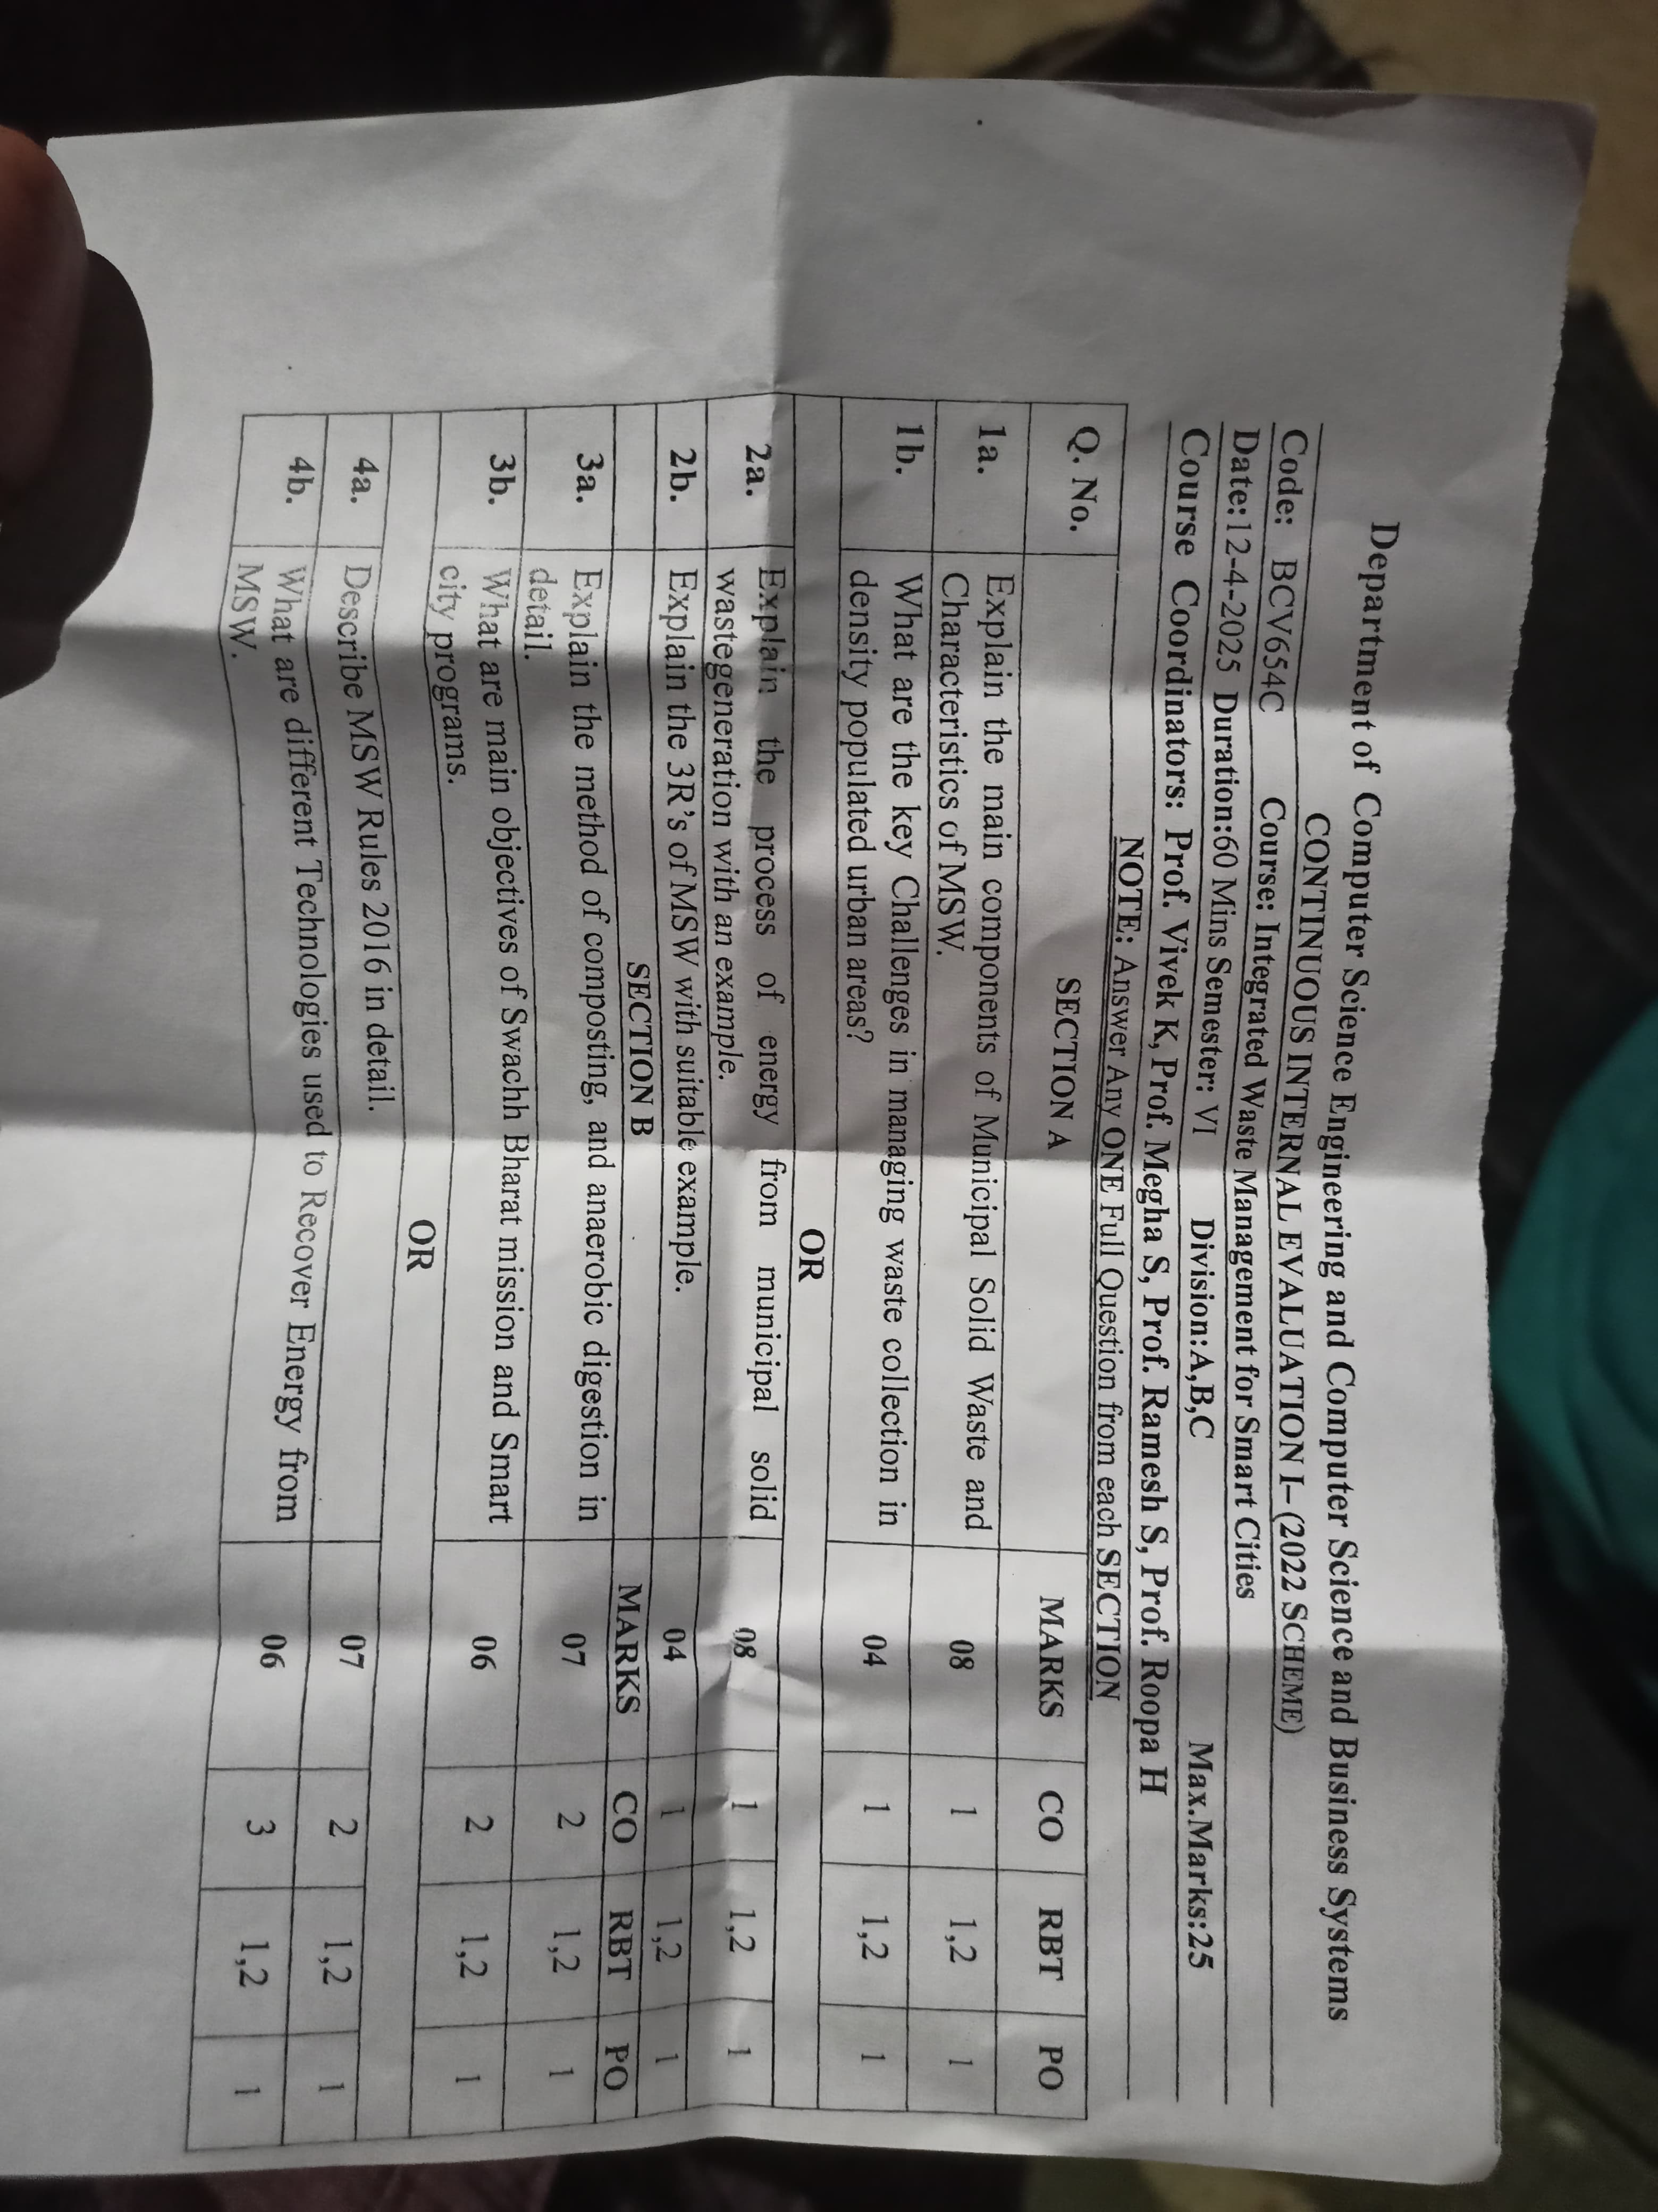 Department of Computer Science Engineering and Computer Science and Business Systems
CONTINUOUS INTERNAL EVALUATION I– (2022 SCHEME)
Code: BCV654C Course: Integrated Waste Management for Smart Cities
Date:12-4-2025 Duration:60 Mins Semester: VI Division:A,B,C Max.Marks:25
Course Coordinators: Prof. Vivek K, Prof. Megha S, Prof. Ramesh S, Prof. Roopa H
NOTE: Answer Any ONE Full Question from each SECTION
Q. No. SECTION A MARKS CO RBT PO
1a. Explain the main components of Municipal Solid Waste and
Characteristics of MSW. 08 1 1,2 1
1b. What are the key Challenges in managing waste collection in
density populated urban areas? 04 1 1,2 1
OR
2a. Explain the process of energy from municipal solid
wastegeneration with an example. 08 1 1,2 1
2b. Explain the 3R's of MSW with suitable example. 04 1 1,2 1
SECTION B MARKS CO RBT PO
3a. Explain the method of composting, and anaerobic digestion in
detail. 07 2 1,2 1
3b. What are main objectives of Swachh Bharat mission and Smart
city programs. 06 2 1,2 1
OR
4a. Describe MSW Rules 2016 in detail. 07 2 1,2 1
4b. What are different Technologies used to Recover Energy from
MSW. 06 3 1,2 1